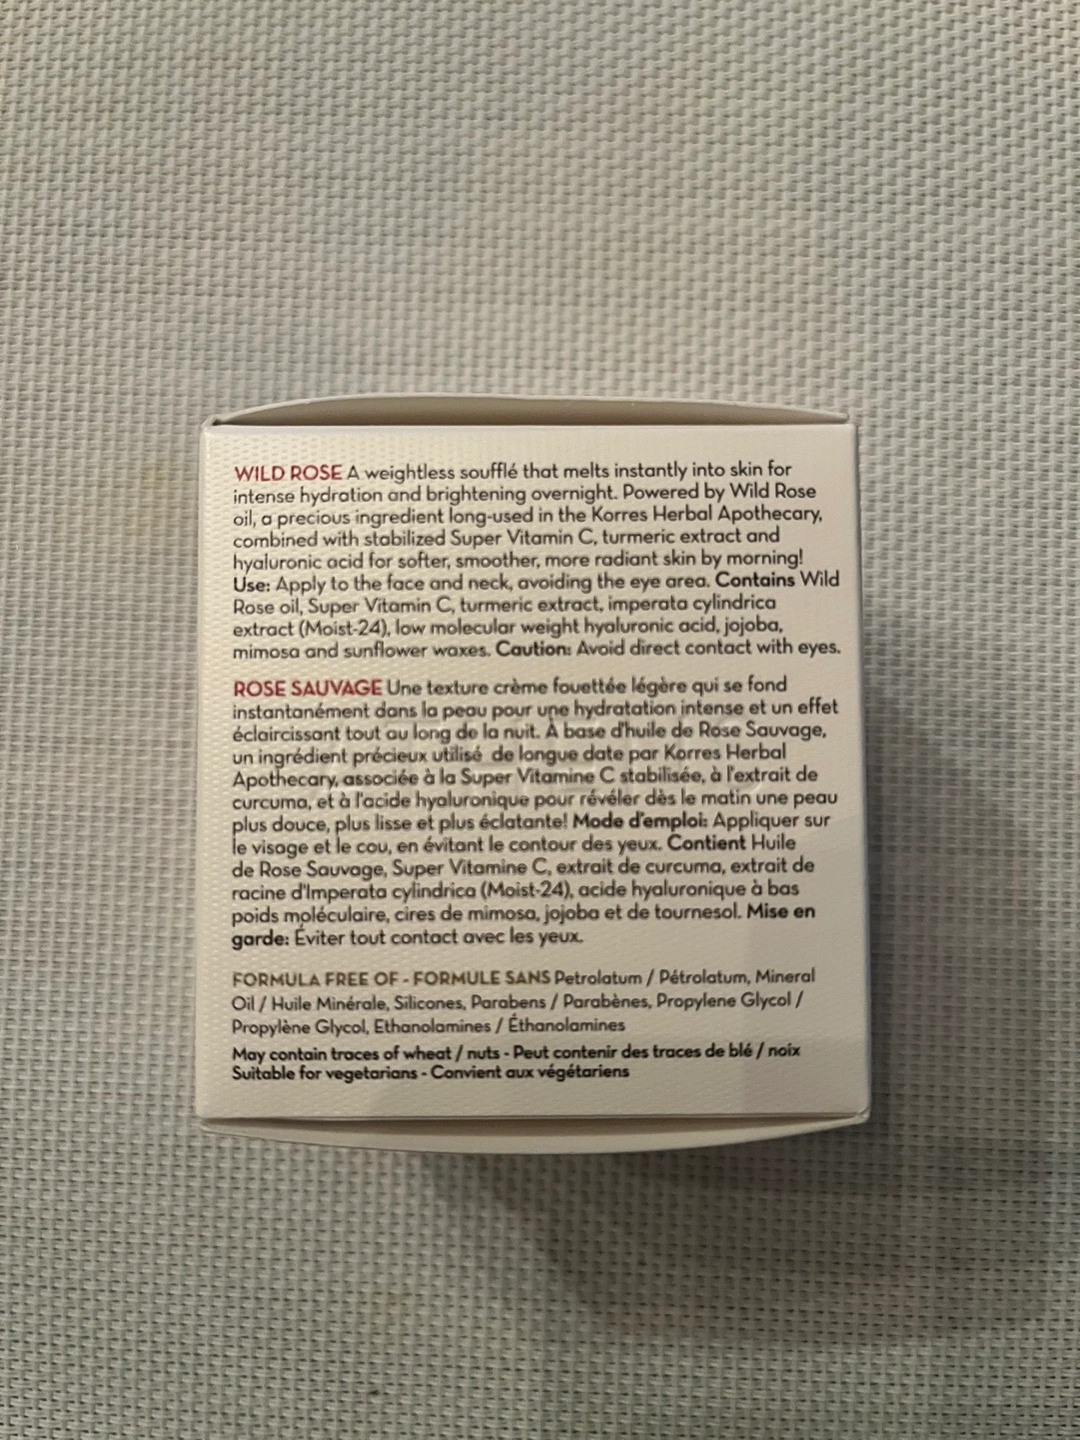 WILD ROSE A weightless soufflé that melts instantly into skin for
intense hydration and brightening overnight. Powered by Wild Rose
oil, a precious ingredient long-used in the Korres Herbal Apothecary,
combined with stabilized Super Vitamin C, turmeric extract and
hyaluronic acid for softer, smoother, more radiant skin by morning!
Use: Apply to the face and neck, avoiding the eye area. Contains Wild
Rose oil, Super Vitamin C, turmeric extract, imperata cylindrica
extract (Moist-24), low molecular weight hyaluronic acid, jojoba,
mimosa and sunflower waxes. Caution: Avoid direct contact with eyes.
ROSE SAUVAGE Une texture crème fouettée légère qui se fond
instantanément dans la peau pour une hydratation intense et un effet
éclaircissant tout au long de la nuit. À base d'huile de Rose Sauvage,
un ingrédient précieux utilisé de longue date par Korres Herbal
Apothecary, associée à la Super Vitamine C stabilisée, à l'extrait de
curcuma, et à l'acide hyaluronique pour révéler dès le matin une peau
plus douce, plus lisse et plus éclatante! Mode d'emploi: Appliquer sur
le visage et le cou, en évitant le contour des yeux. Contient Huile
de Rose Sauvage, Super Vitamine C, extrait de curcuma, extrait de
racine d'Imperata cylindrica (Moist-24), acide hyaluronique à bas
poids moléculaire, cires de mimosa, jojoba et de tournesol. Mise en
garde: Éviter tout contact avec les yeux.
FORMULA FREE OF - FORMULE SANS Petrolatum / Pétrolatum, Mineral
Oil / Huile Minérale, Silicones, Parabens / Parabènes, Propylene Glycol /
Propylène Glycol, Ethanolamines / Éthanolamines
May contain traces of wheat / nuts - Peut contenir des traces de blé / noix
Suitable for vegetarians - Convient aux végétariens